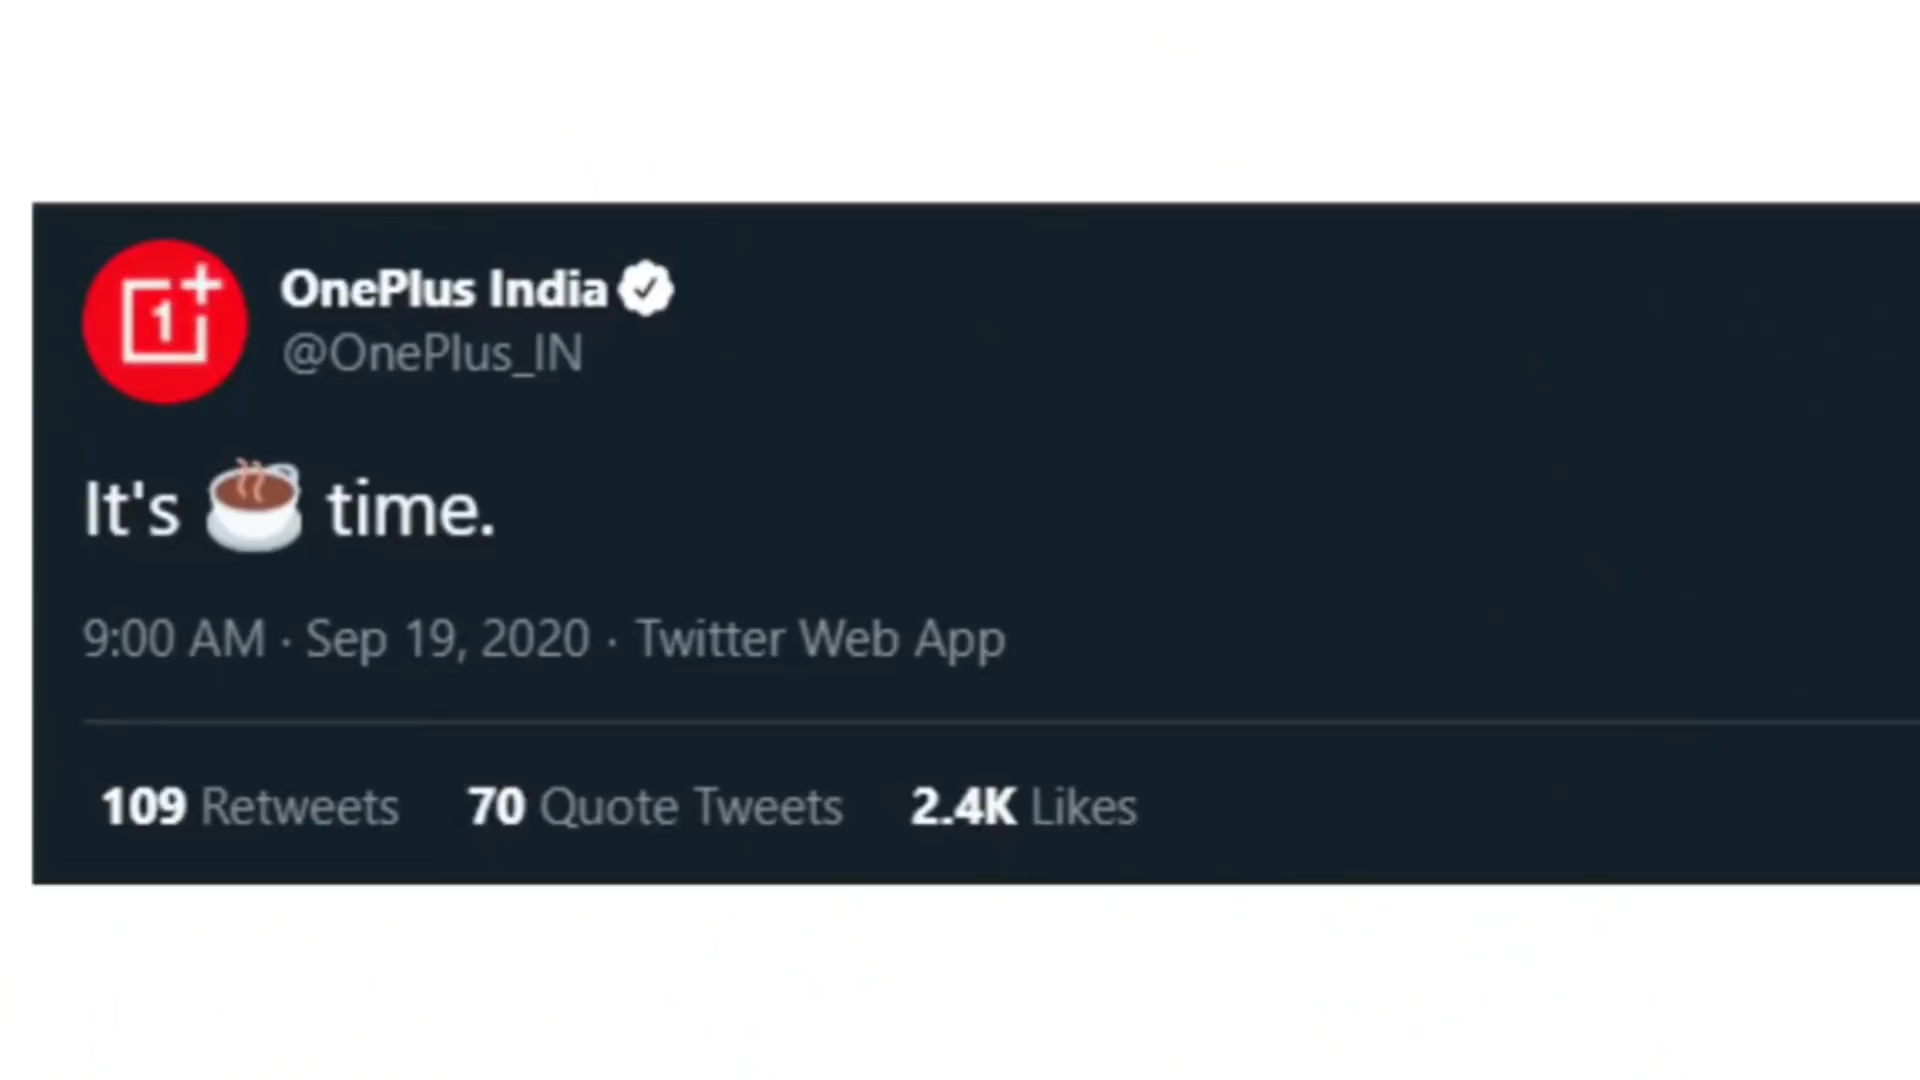 OnePlus India
@OnePlus_IN
It's ☕ time.
9:00 AM · Sep 19, 2020 · Twitter Web App
109 Retweets 70 Quote Tweets 2.4K Likes